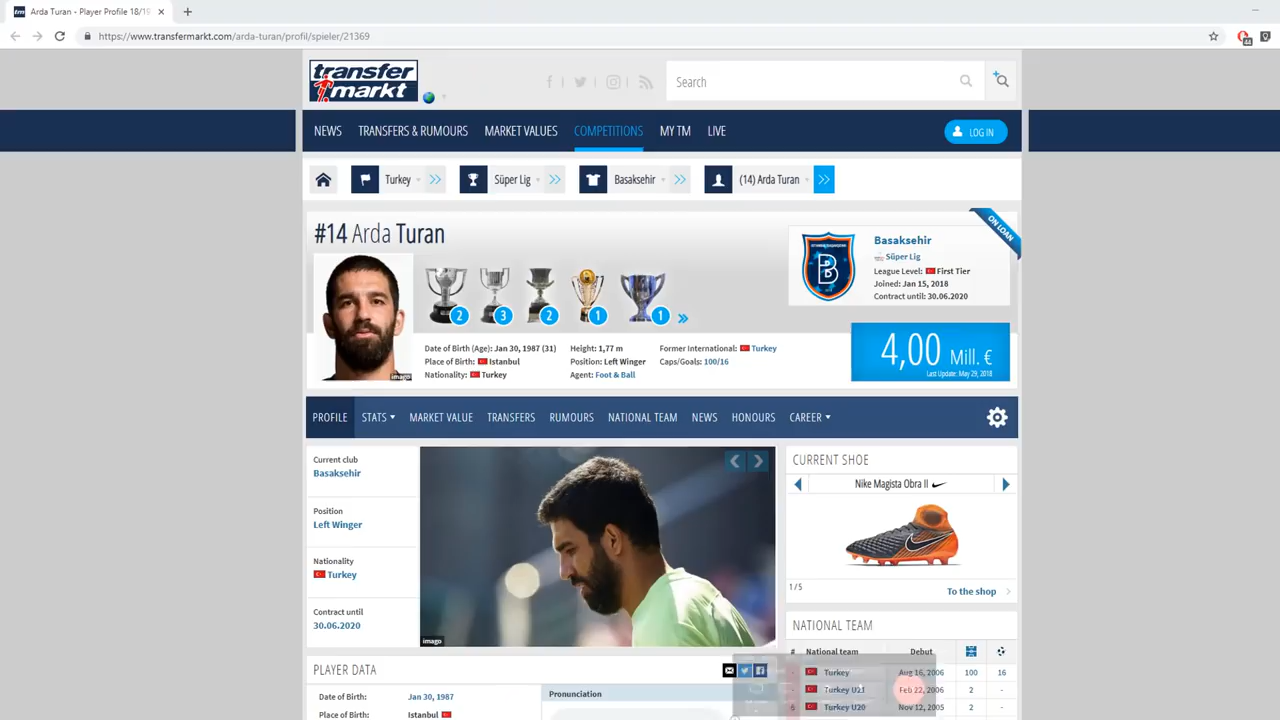 Arda Turan - Player Profile 18/19
https://www.transfermarkt.com/arda-turan/profil/spieler/21369
44
transfer
markt
Search
NEWS TRANSFERS & RUMOURS MARKET VALUES COMPETITIONS MY TM LIVE
LOG IN
Turkey Süper Lig Basaksehir (14) Arda Turan
#14 Arda Turan
ON LOAN
Basaksehir
Süper Lig
League Level: First Tier
Joined: Jan 15, 2018
Contract until: 30.06.2020
2 3 2 1 1
Date of Birth (Age): Jan 30, 1987 (31) Height: 1,77 m Former International: Turkey
Place of Birth: Istanbul Position: Left Winger Caps/Goals: 100/16
Nationality: Turkey Agent: Foot & Ball
imago
4,00 Mill. €
Last Update: May 29, 2018
PROFILE STATS MARKET VALUE TRANSFERS RUMOURS NATIONAL TEAM NEWS HONOURS CAREER
Current club
Basaksehir
Position
Left Winger
Nationality
Turkey
Contract until
30.06.2020
imago
CURRENT SHOE
Nike Magista Obra II
1/5
To the shop
NATIONAL TEAM
# National team Debut
Turkey Aug 16, 2006 100 16
Turkey U21 Feb 22, 2006 2 -
6 Turkey U20 Nov 12, 2005 2 -
PLAYER DATA
Date of Birth: Jan 30, 1987
Place of Birth: Istanbul
Pronunciation